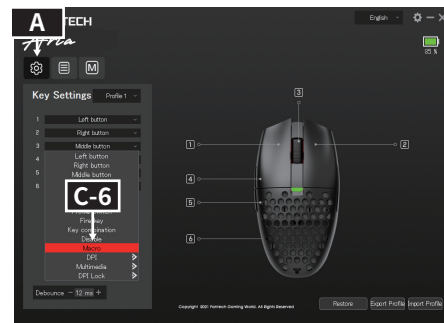 A
TECH
English
Aria
85 %
M
Key Settings
Profile 1
1 Left button
2 Right button
3 Middle button
4
5
6
Left button
Right button
Middle button
C-6
Fire key
Key combination
Disable
Macro
DPI
Multimedia
DPI Lock
Debounce - 12 ms +
1
2
3
4
5
6
Copyright 2021 Fantech Gaming World. All Rights Reserved
Restore
Export Profile
Import Profile